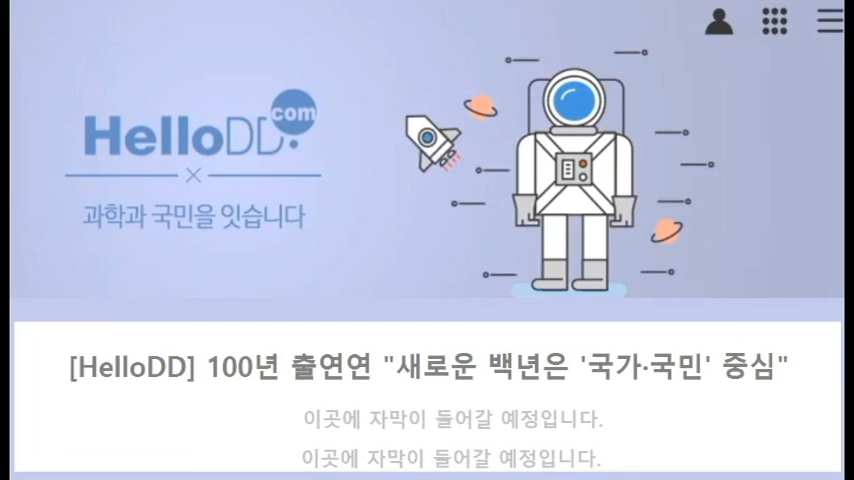 HelloDD.com
×
과학과 국민을 잇습니다
[HelloDD] 100년 출연연 "새로운 백년은 '국가·국민' 중심"
이곳에 자막이 들어갈 예정입니다.
이곳에 자막이 들어갈 예정입니다.